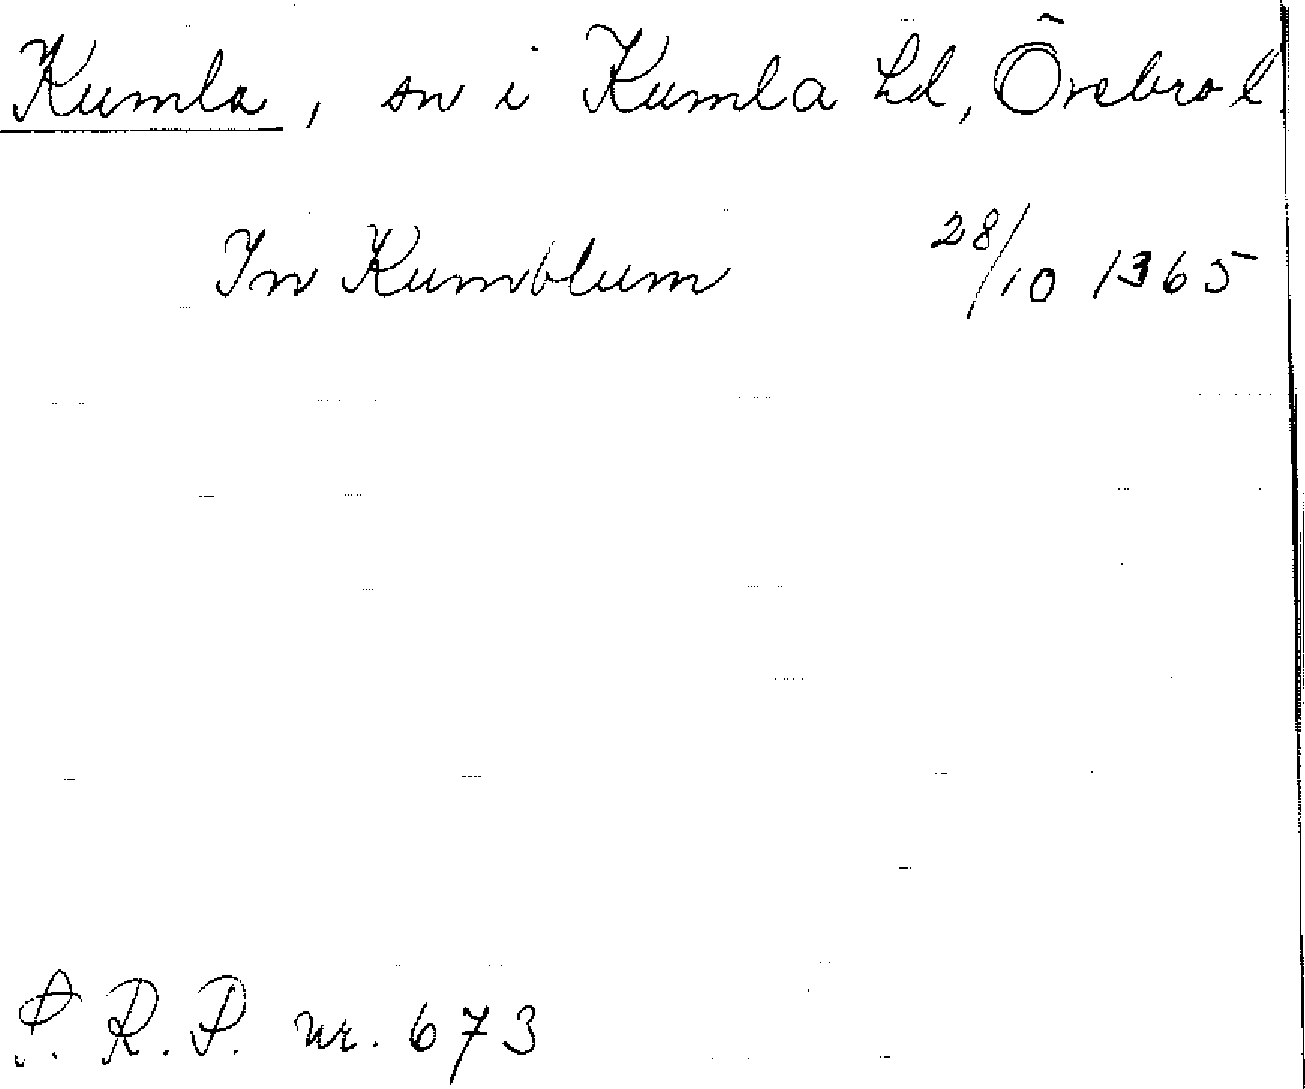 Kumla, sn i Kumla hd, Örebro l
In Kumblum 28/10 1365
S. R. P. nr. 673